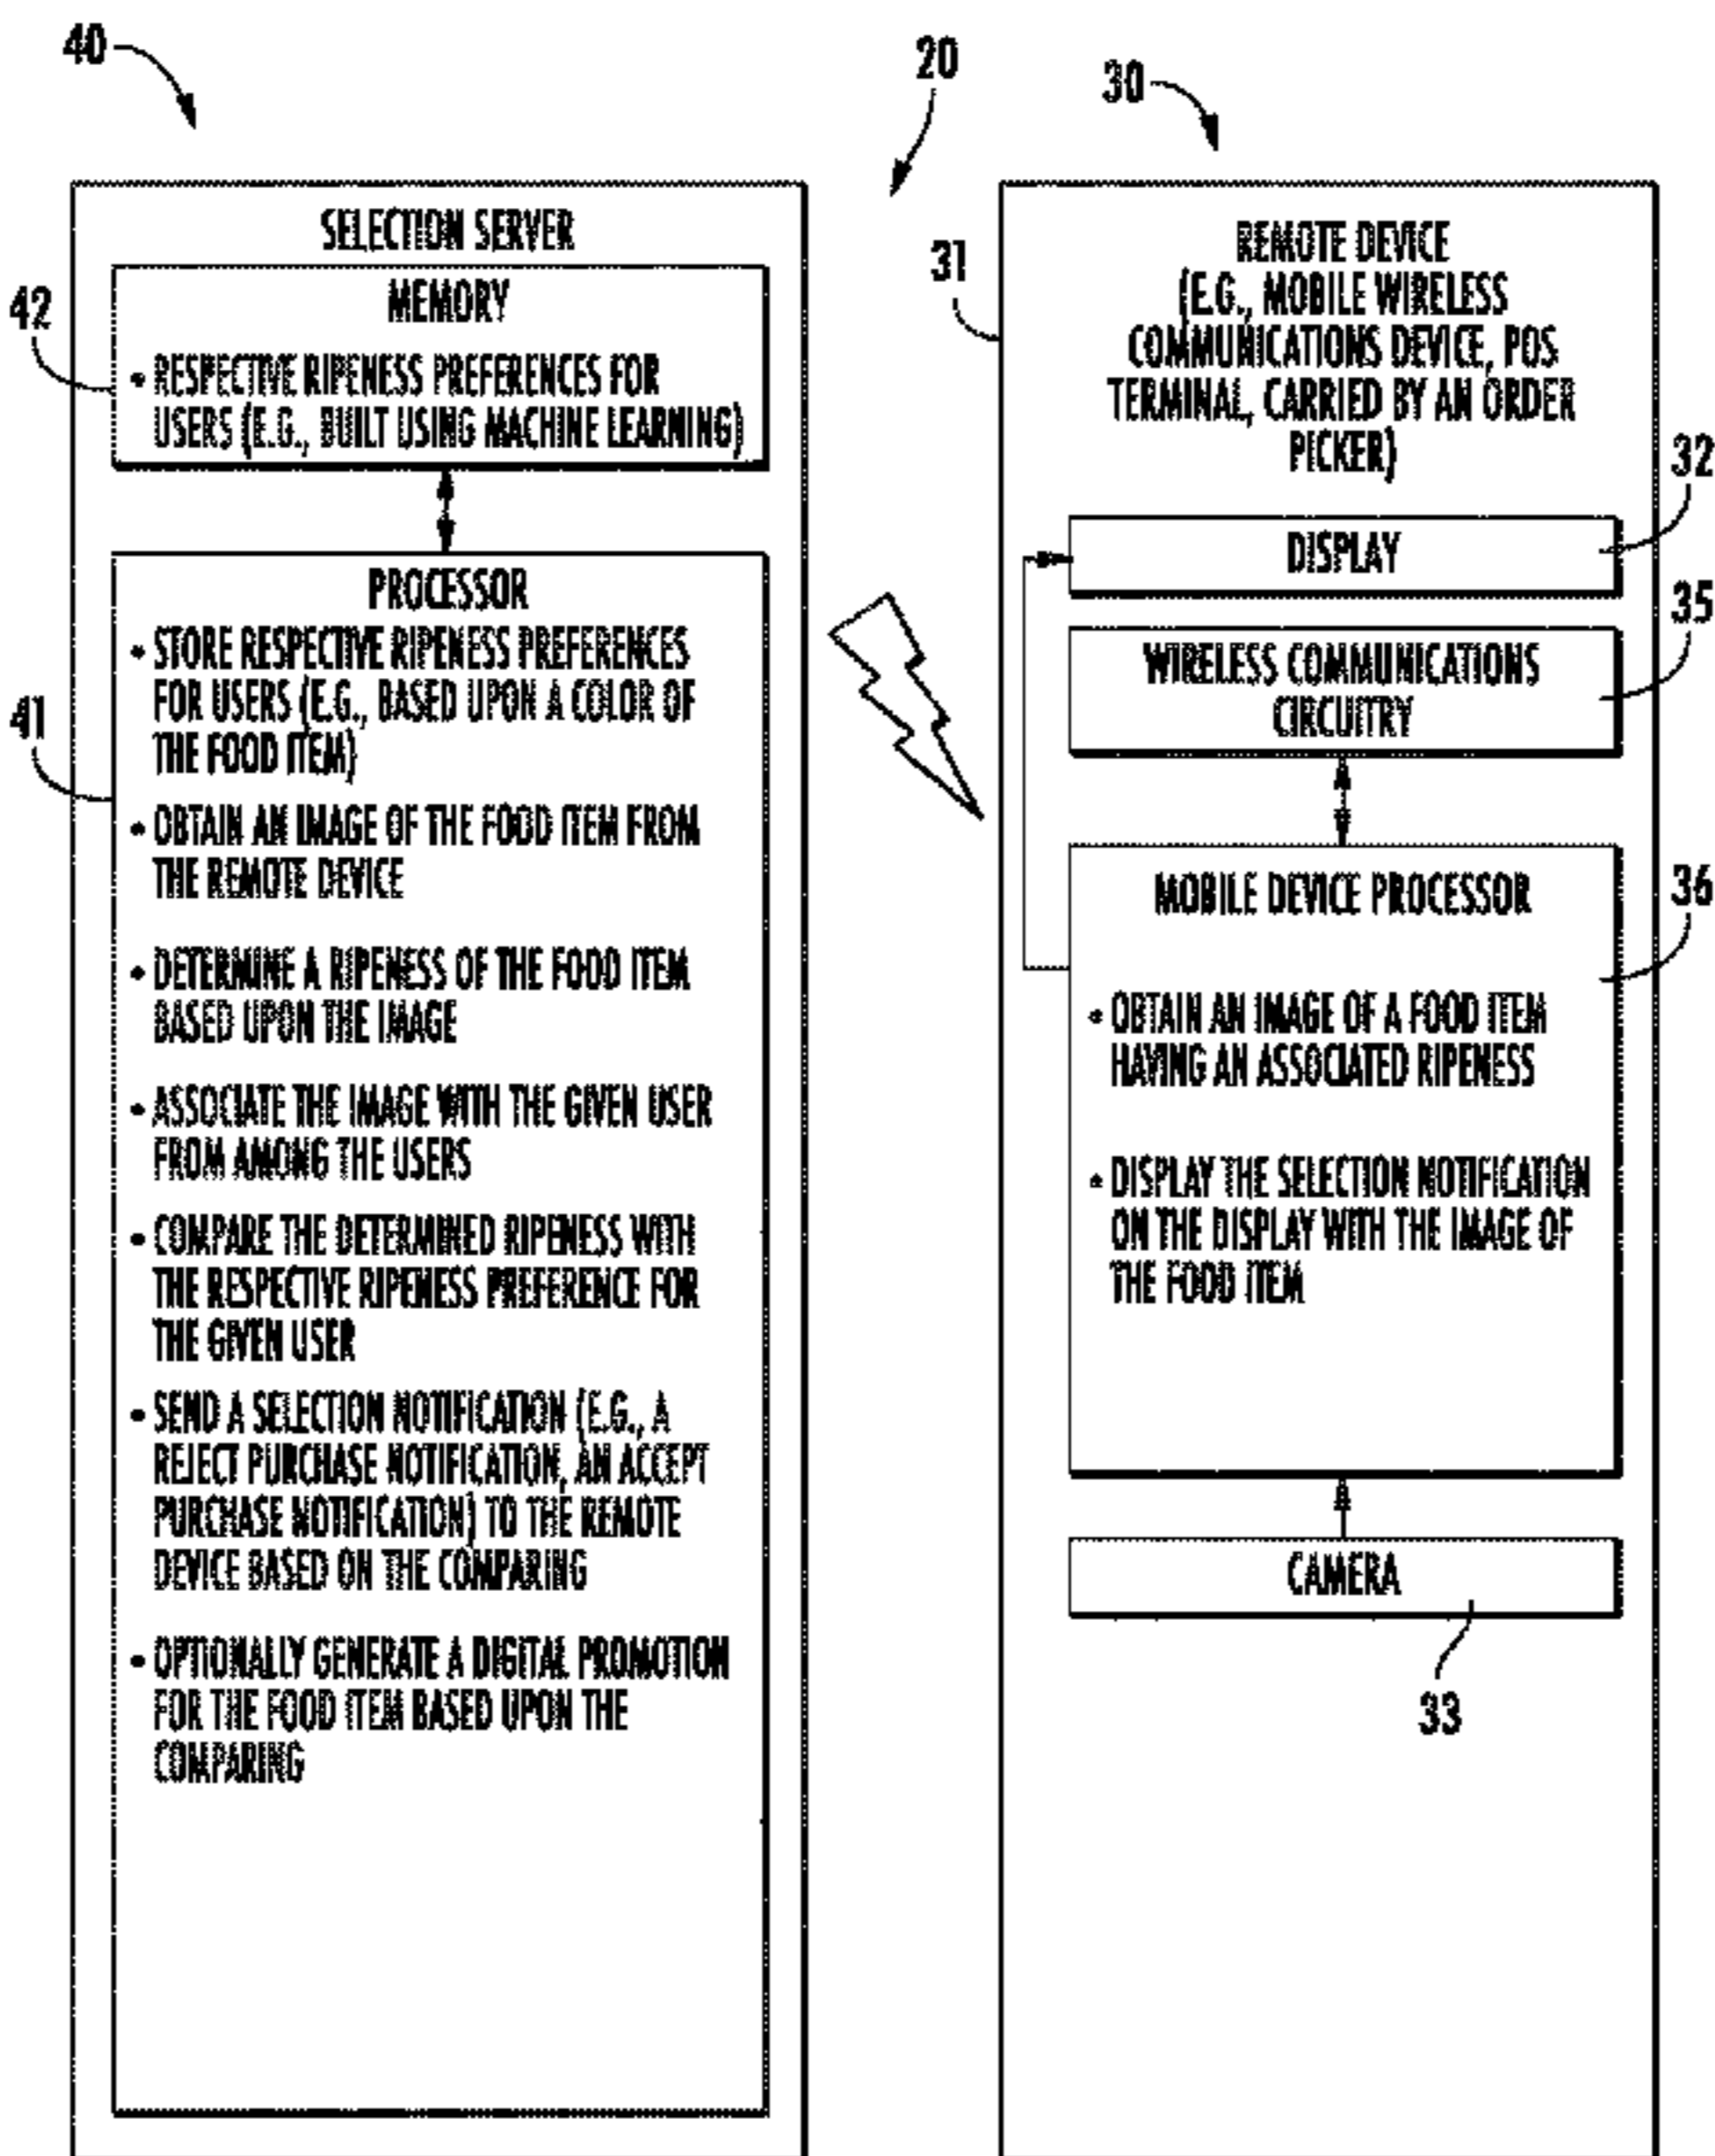 40
20
30
SELECTION SERVER
42
MEMORY
• RESPECTIVE RIPENESS PREFERENCES FOR
USERS (E.G., BUILT USING MACHINE LEARNING)
41
PROCESSOR
• STORE RESPECTIVE RIPENESS PREFERENCES
FOR USERS (E.G., BASED UPON A COLOR OF
THE FOOD ITEM)
• OBTAIN AN IMAGE OF THE FOOD ITEM FROM
THE REMOTE DEVICE
• DETERMINE A RIPENESS OF THE FOOD ITEM
BASED UPON THE IMAGE
• ASSOCIATE THE IMAGE WITH THE GIVEN USER
FROM AMONG THE USERS
• COMPARE THE DETERMINED RIPENESS WITH
THE RESPECTIVE RIPENESS PREFERENCE FOR
THE GIVEN USER
• SEND A SELECTION NOTIFICATION (E.G., A
REJECT PURCHASE NOTIFICATION, AN ACCEPT
PURCHASE NOTIFICATION) TO THE REMOTE
DEVICE BASED ON THE COMPARING
• OPTIONALLY GENERATE A DIGITAL PROMOTION
FOR THE FOOD ITEM BASED UPON THE
COMPARING
31
REMOTE DEVICE
(E.G., MOBILE WIRELESS
COMMUNICATIONS DEVICE, POS
TERMINAL, CARRIED BY AN ORDER
PICKER)
32
DISPLAY
35
WIRELESS COMMUNICATIONS
CIRCUITRY
36
MOBILE DEVICE PROCESSOR
• OBTAIN AN IMAGE OF A FOOD ITEM
HAVING AN ASSOCIATED RIPENESS
• DISPLAY THE SELECTION NOTIFICATION
ON THE DISPLAY WITH THE IMAGE OF
THE FOOD ITEM
CAMERA
33